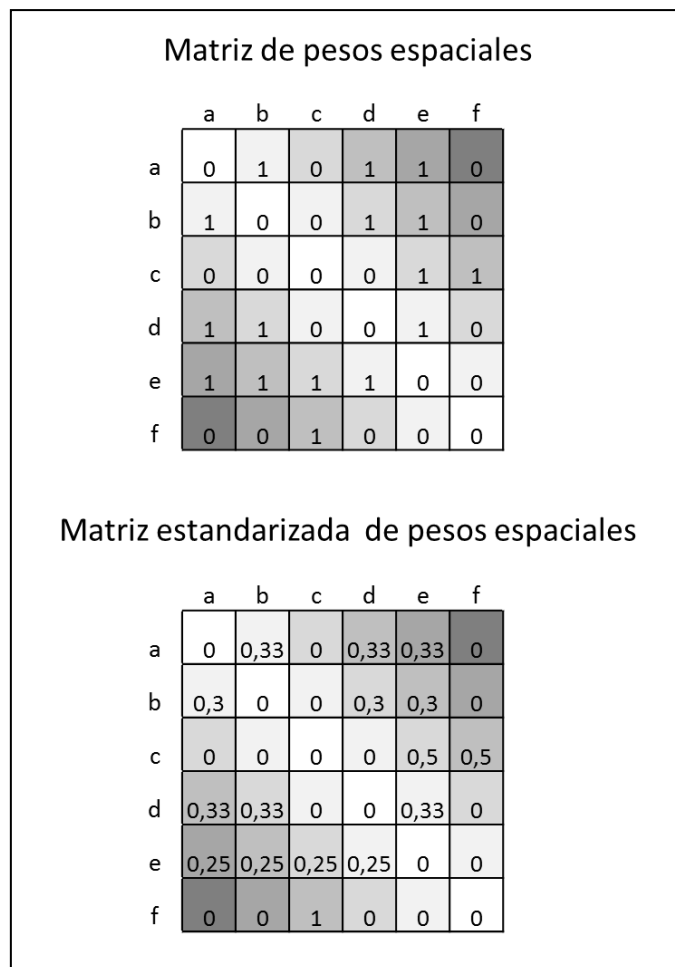 Matriz de pesos espaciales
a b c d e f
a 0 1 0 1 1 0
b 1 0 0 1 1 0
c 0 0 0 0 1 1
d 1 1 0 0 1 0
e 1 1 1 1 0 0
f 0 0 1 0 0 0
Matriz estandarizada de pesos espaciales
a b c d e f
a 0 0,33 0 0,33 0,33 0
b 0,3 0 0 0,3 0,3 0
c 0 0 0 0 0,5 0,5
d 0,33 0,33 0 0 0,33 0
e 0,25 0,25 0,25 0,25 0 0
f 0 0 1 0 0 0